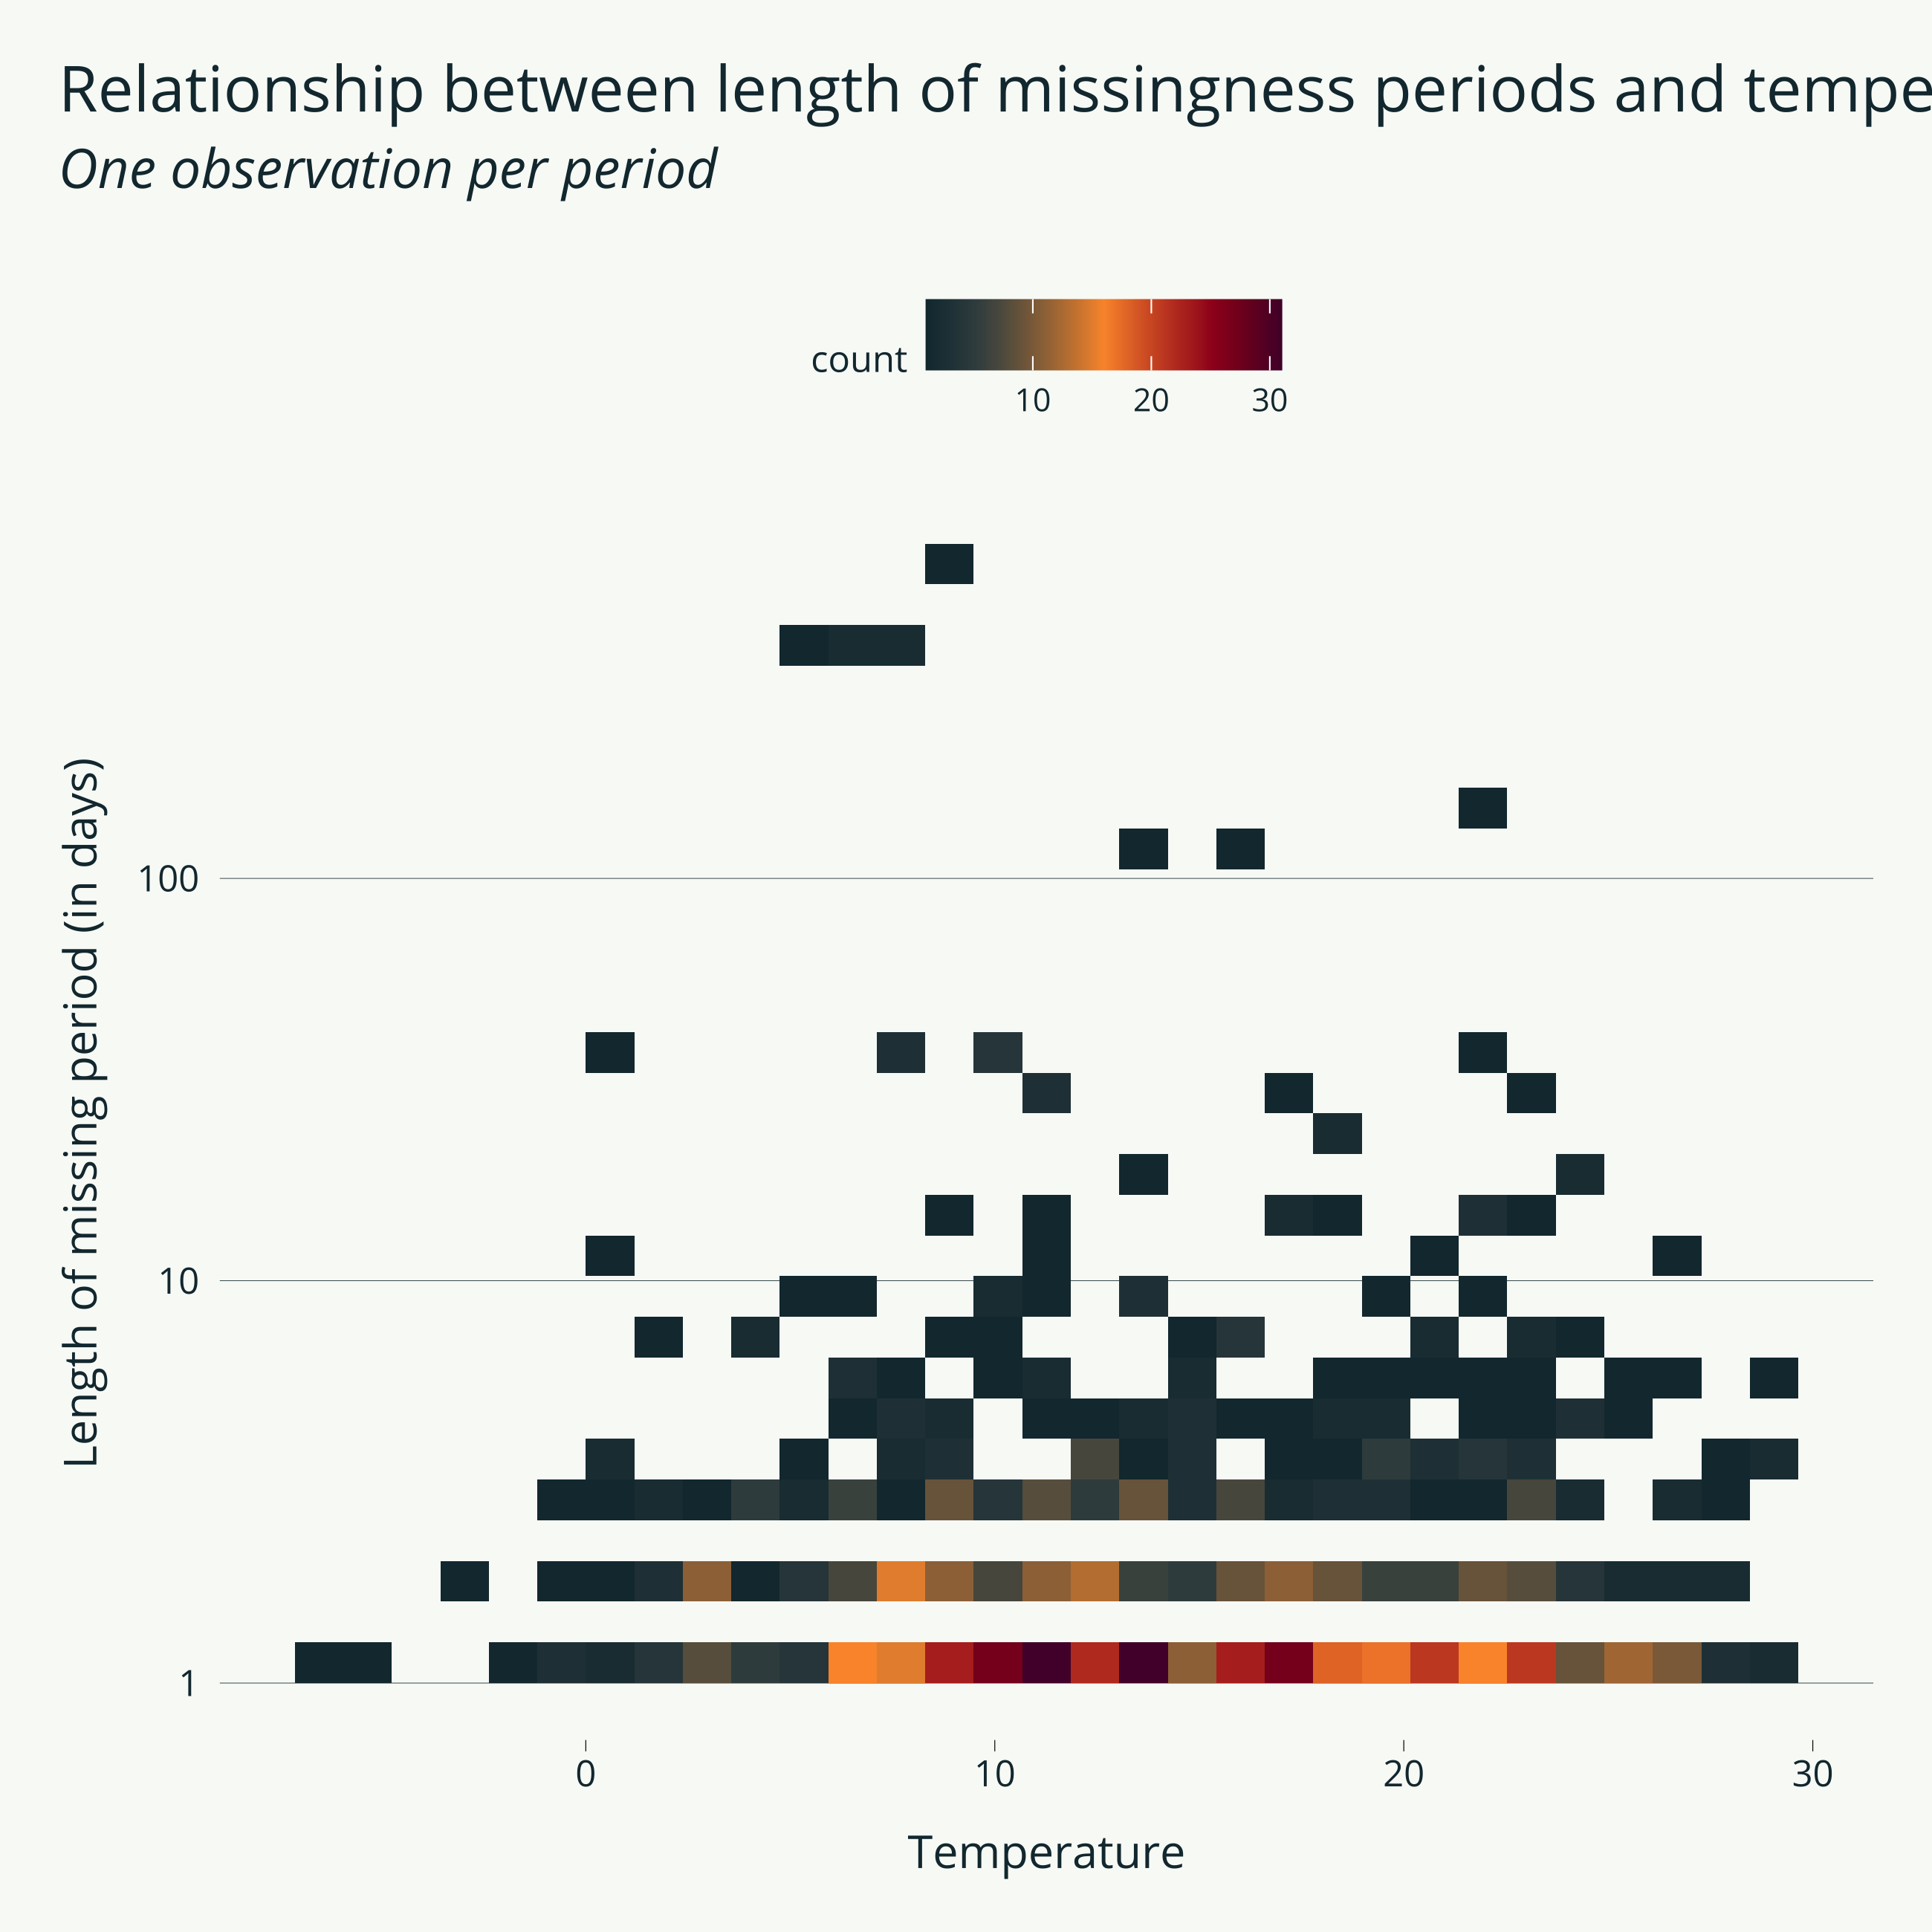 Relationship between length of missingness periods and tempe
One observation per period
count
10 20 30
Length of missing period (in days)
100
10
1
0 10 20 30
Temperature